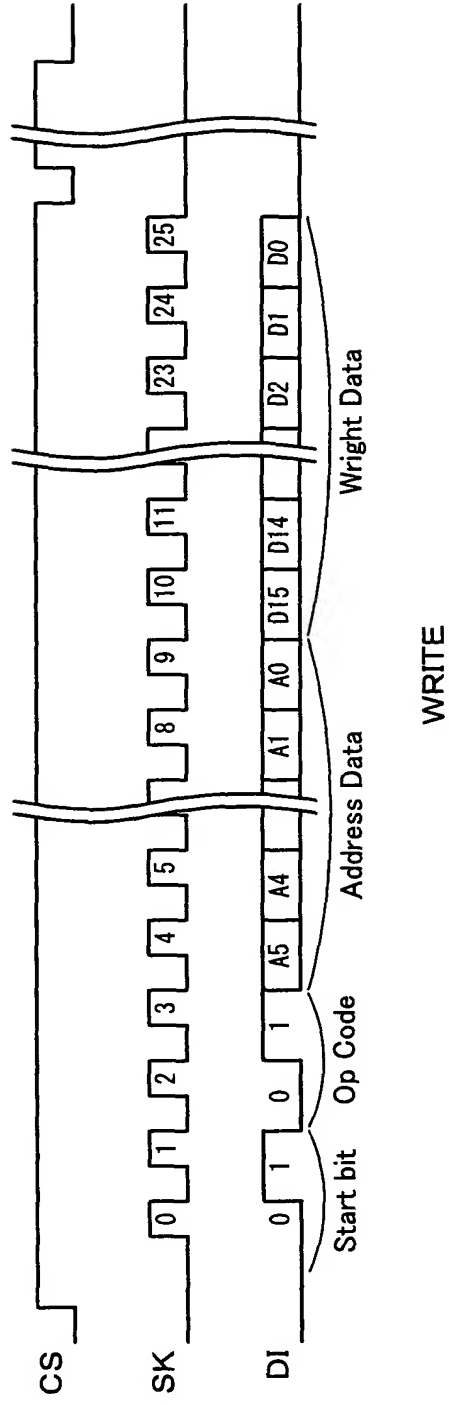 CS
SK 0 1 2 3 4 5 8 9 10 11 23 24 25
DI 0 1 0 1 A5 A4 A1 A0 D15 D14 D2 D1 D0
Start bit Op Code Address Data Wright Data
WRITE